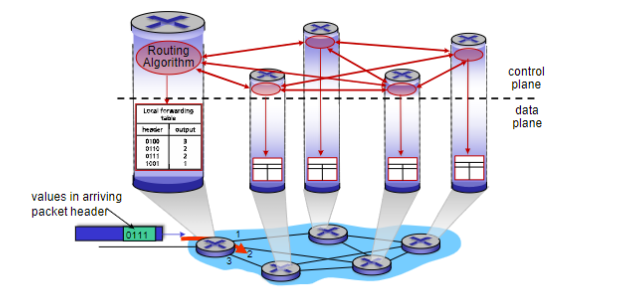 Routing
Algorithm
control
plane
data
plane
Local forwarding
table
header output
0100 3
0110 2
0111 2
1001 1
values in arriving
packet header
0111
1
2
3